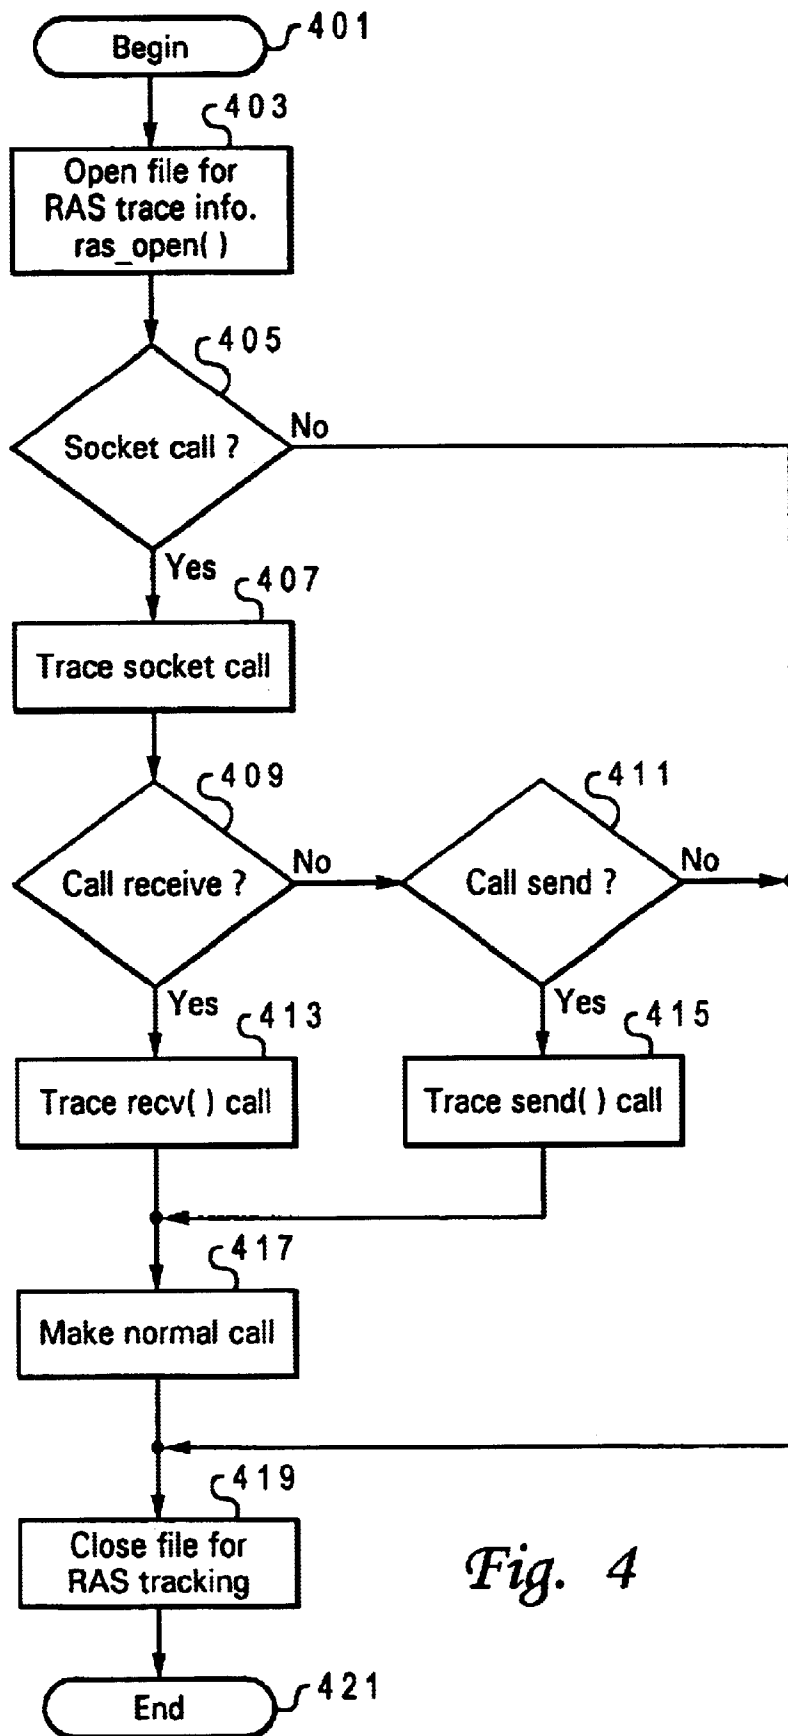 Begin
401
403
Open file for
RAS trace info.
ras_open( )
405
Socket call ?
No
Yes
407
Trace socket call
409
Call receive ?
No
411
Call send ?
No
Yes
413
Trace recv( ) call
Yes
415
Trace send( ) call
417
Make normal call
419
Close file for
RAS tracking
Fig. 4
End
421